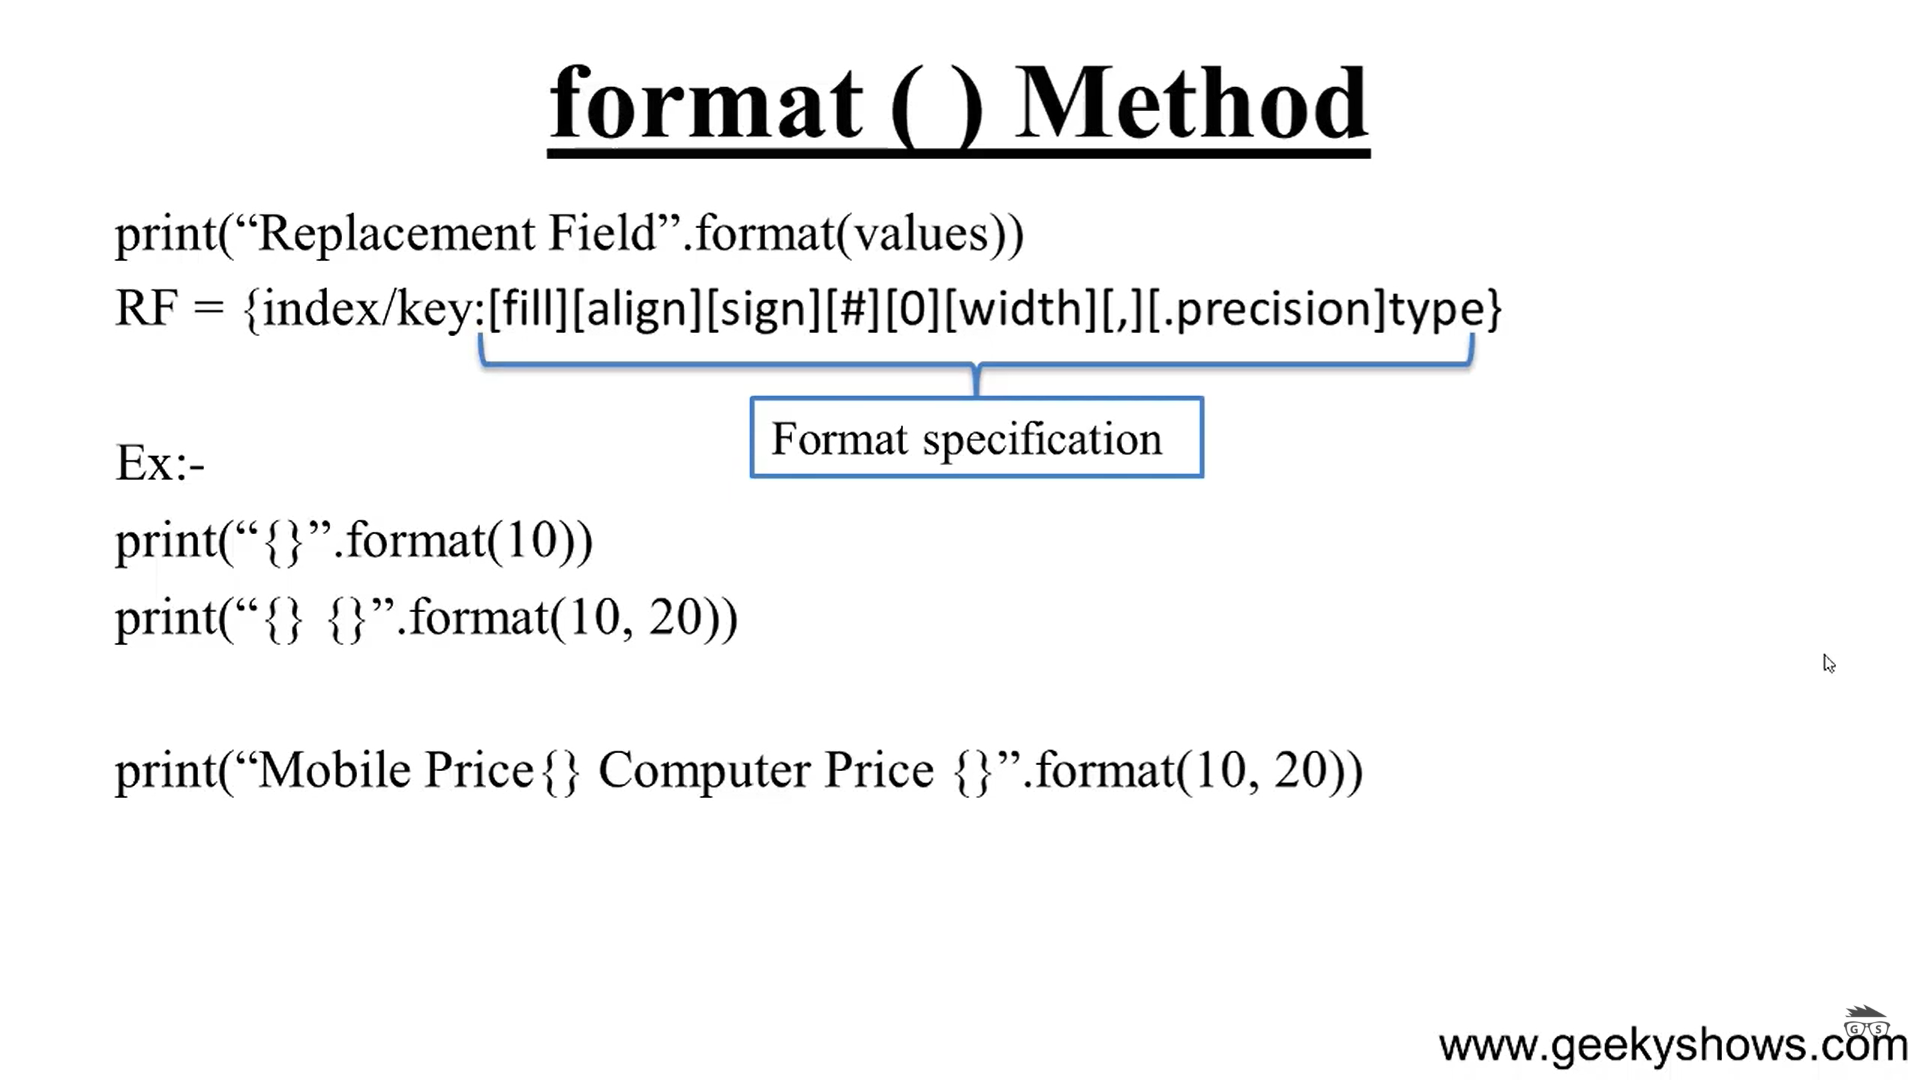 format ( ) Method
print(“Replacement Field”.format(values))
RF = {index/key:[fill][align][sign][#][0][width][,][.precision]type}
Format specification
Ex:-
print(“{}”.format(10))
print(“{} {}”.format(10, 20))
print(“Mobile Price{} Computer Price {}”.format(10, 20))
G S
www.geekyshows.com